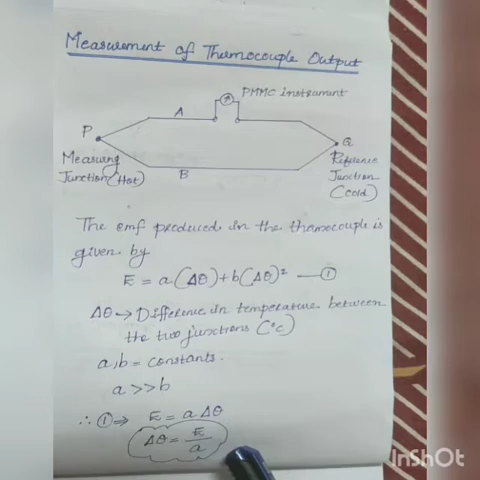 Measurement of Thermocouple Output
PMMC instrument
A
P
Q
Measuring
Junction (Hot)
B
Reference
Junction
(cold)
The emf produced in the thermocouple is
given by
E = a(Δθ) + b(Δθ)² — ①
Δθ → Difference in temperature between
the two junctions (°c)
a, b = constants.
a >> b
∴ ① ⇒ E = a Δθ
Δθ = E/a
InShOt